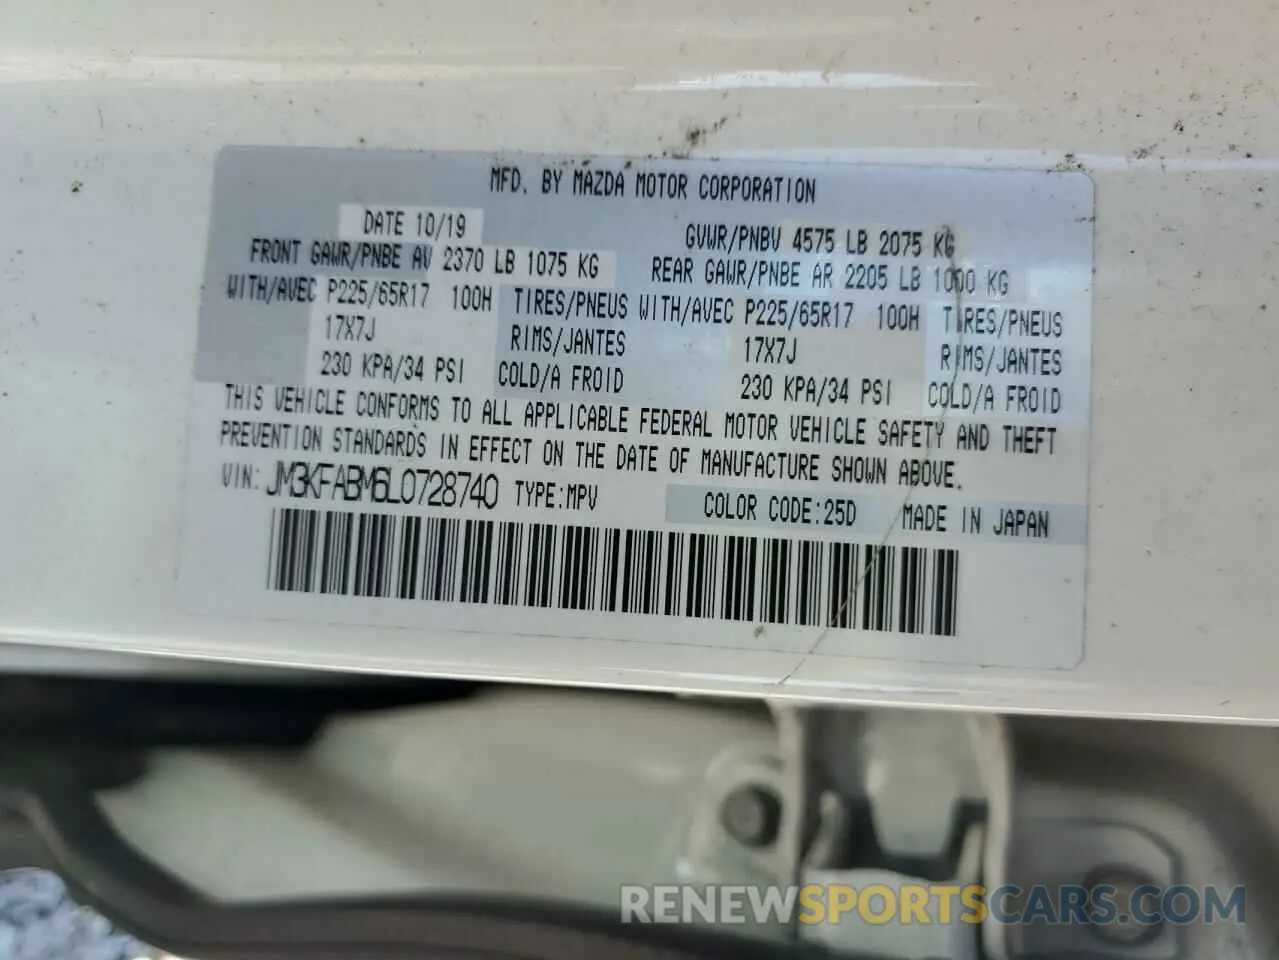 MFD. BY MAZDA MOTOR CORPORATION
DATE 10/19 GVWR/PNBV 4575 LB 2075 KG
FRONT GAWR/PNBE AV 2370 LB 1075 KG REAR GAWR/PNBE AR 2205 LB 1000 KG
WITH/AVEC P225/65R17 100H TIRES/PNEUS WITH/AVEC P225/65R17 100H TIRES/PNEUS
17X7J RIMS/JANTES 17X7J RIMS/JANTES
230 KPA/34 PSI COLD/A FROID 230 KPA/34 PSI COLD/A FROID
THIS VEHICLE CONFORMS TO ALL APPLICABLE FEDERAL MOTOR VEHICLE SAFETY AND THEFT
PREVENTION STANDARDS IN EFFECT ON THE DATE OF MANUFACTURE SHOWN ABOVE.
VIN: JM3KFABM6L0728740 TYPE:MPV COLOR CODE:25D MADE IN JAPAN
RENEWSPORTSCARS.COM